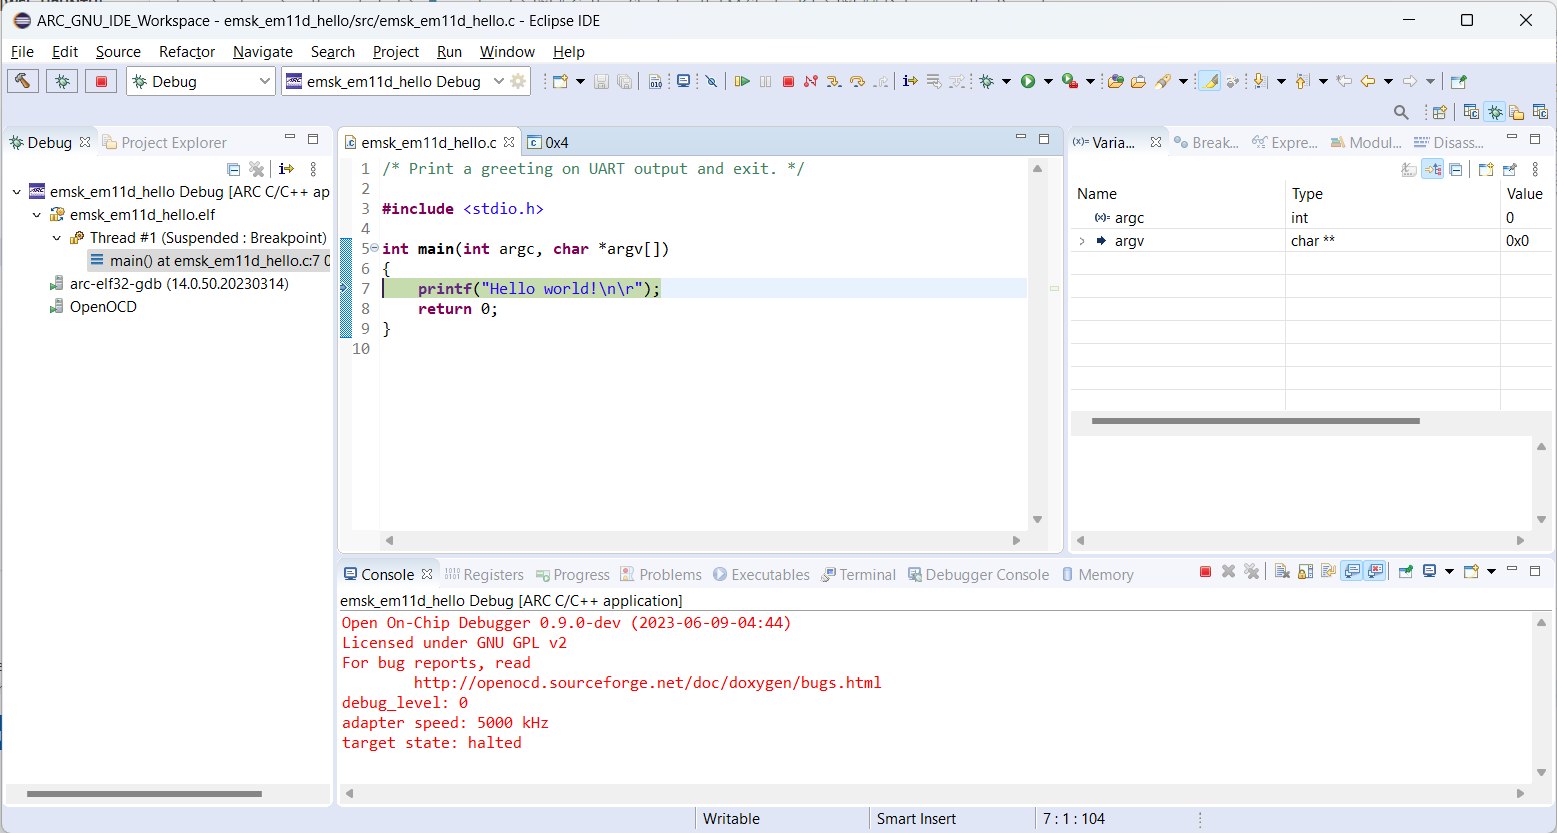 ARC_GNU_IDE_Workspace - emsk_em11d_hello/src/emsk_em11d_hello.c - Eclipse IDE
File Edit Source Refactor Navigate Search Project Run Window Help
Debug emsk_em11d_hello Debug
Debug Project Explorer
emsk_em11d_hello Debug [ARC C/C++ ap
emsk_em11d_hello.elf
Thread #1 (Suspended : Breakpoint)
main() at emsk_em11d_hello.c:7 0
arc-elf32-gdb (14.0.50.20230314)
OpenOCD
emsk_em11d_hello.c 0x4
1 /* Print a greeting on UART output and exit. */
2
3 #include <stdio.h>
4
5 int main(int argc, char *argv[])
6 {
7 printf("Hello world!\n\r");
8 return 0;
9 }
10
(x)= Varia... Break... Expre... Modul... Disass...
Name Type Value
(x)= argc int 0
argv char ** 0x0
Console Registers Progress Problems Executables Terminal Debugger Console Memory
emsk_em11d_hello Debug [ARC C/C++ application]
Open On-Chip Debugger 0.9.0-dev (2023-06-09-04:44)
Licensed under GNU GPL v2
For bug reports, read
http://openocd.sourceforge.net/doc/doxygen/bugs.html
debug_level: 0
adapter speed: 5000 kHz
target state: halted
Writable Smart Insert 7 : 1 : 104